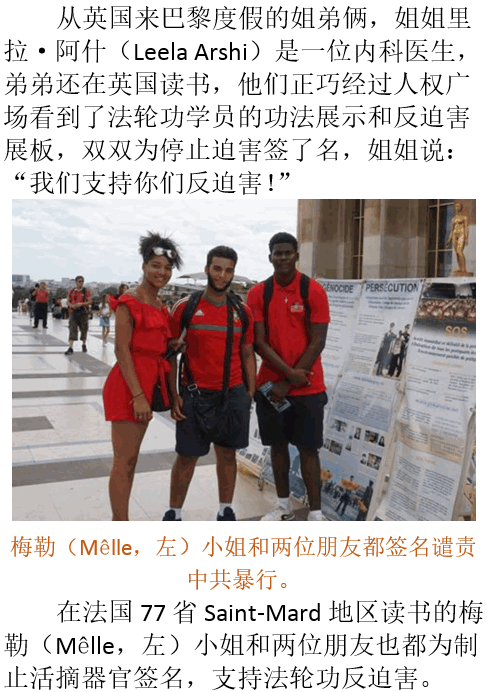 从英国来巴黎度假的姐弟俩，姐姐里
拉·阿什（Leela Arshi）是一位内科医生，
弟弟还在英国读书，他们正巧经过人权广
场看到了法轮功学员的功法展示和反迫害
展板，双双为停止迫害签了名，姐姐说：
“我们支持你们反迫害！”
GÉNOCIDE
PERSÉCUTION
SOS
梅勒（Mêlle，左）小姐和两位朋友都签名谴责
中共暴行。
在法国 77 省 Saint-Mard 地区读书的梅
勒（Mêlle，左）小姐和两位朋友也都为制
止活摘器官签名，支持法轮功反迫害。